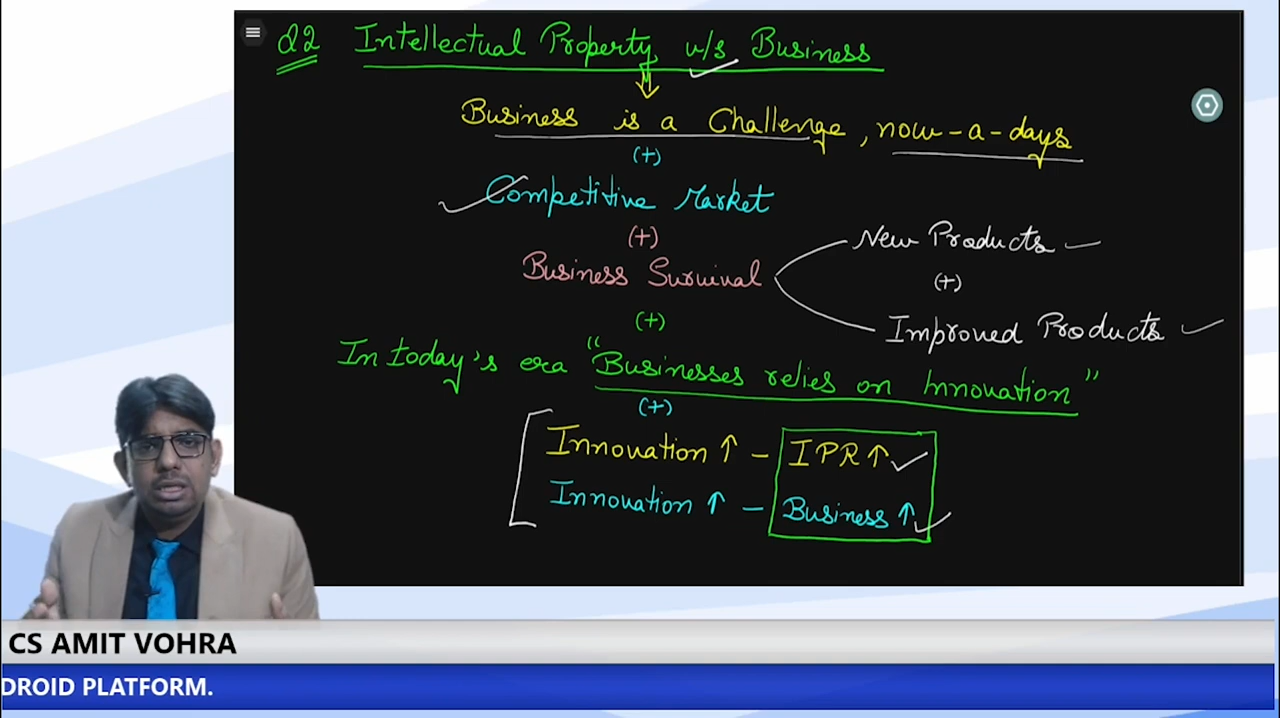 Q2 Intellectual Property v/s Business
Business is a Challenge, now-a-days
(+)
Competitive Market
(+)
Business Survival
New Products
(+)
Improved Products
(+)
In today's era "Businesses relies on Innovation"
(+)
Innovation ↑ - IPR ↑
Innovation ↑ - Business ↑
CS AMIT VOHRA
DROID PLATFORM.